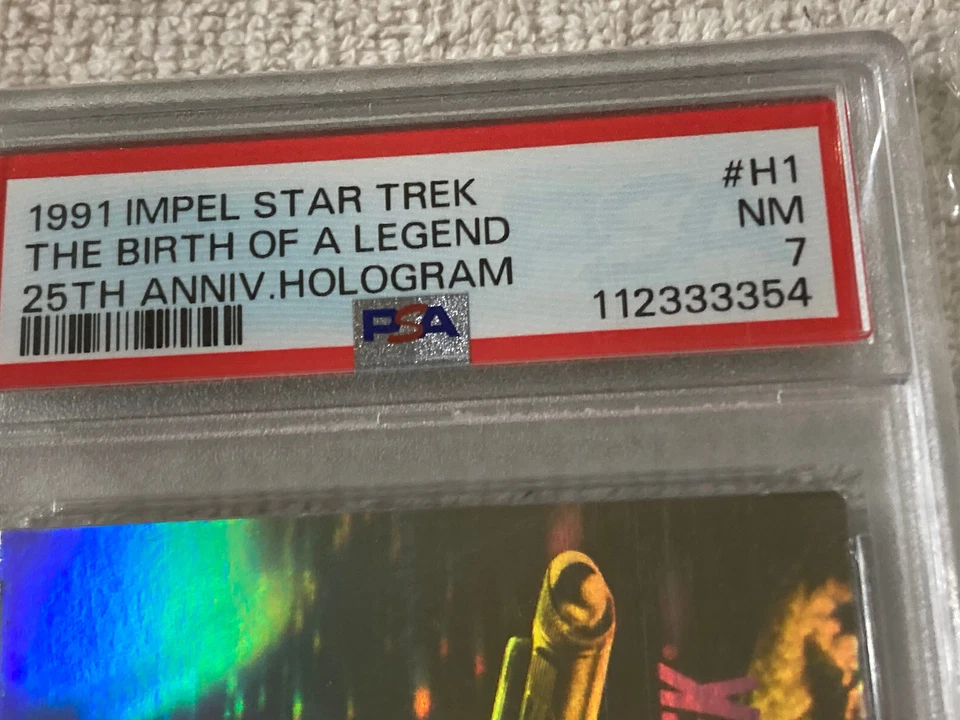 1991 IMPEL STAR TREK
THE BIRTH OF A LEGEND
25TH ANNIV.HOLOGRAM
#H1
NM
7
112333354
PSA